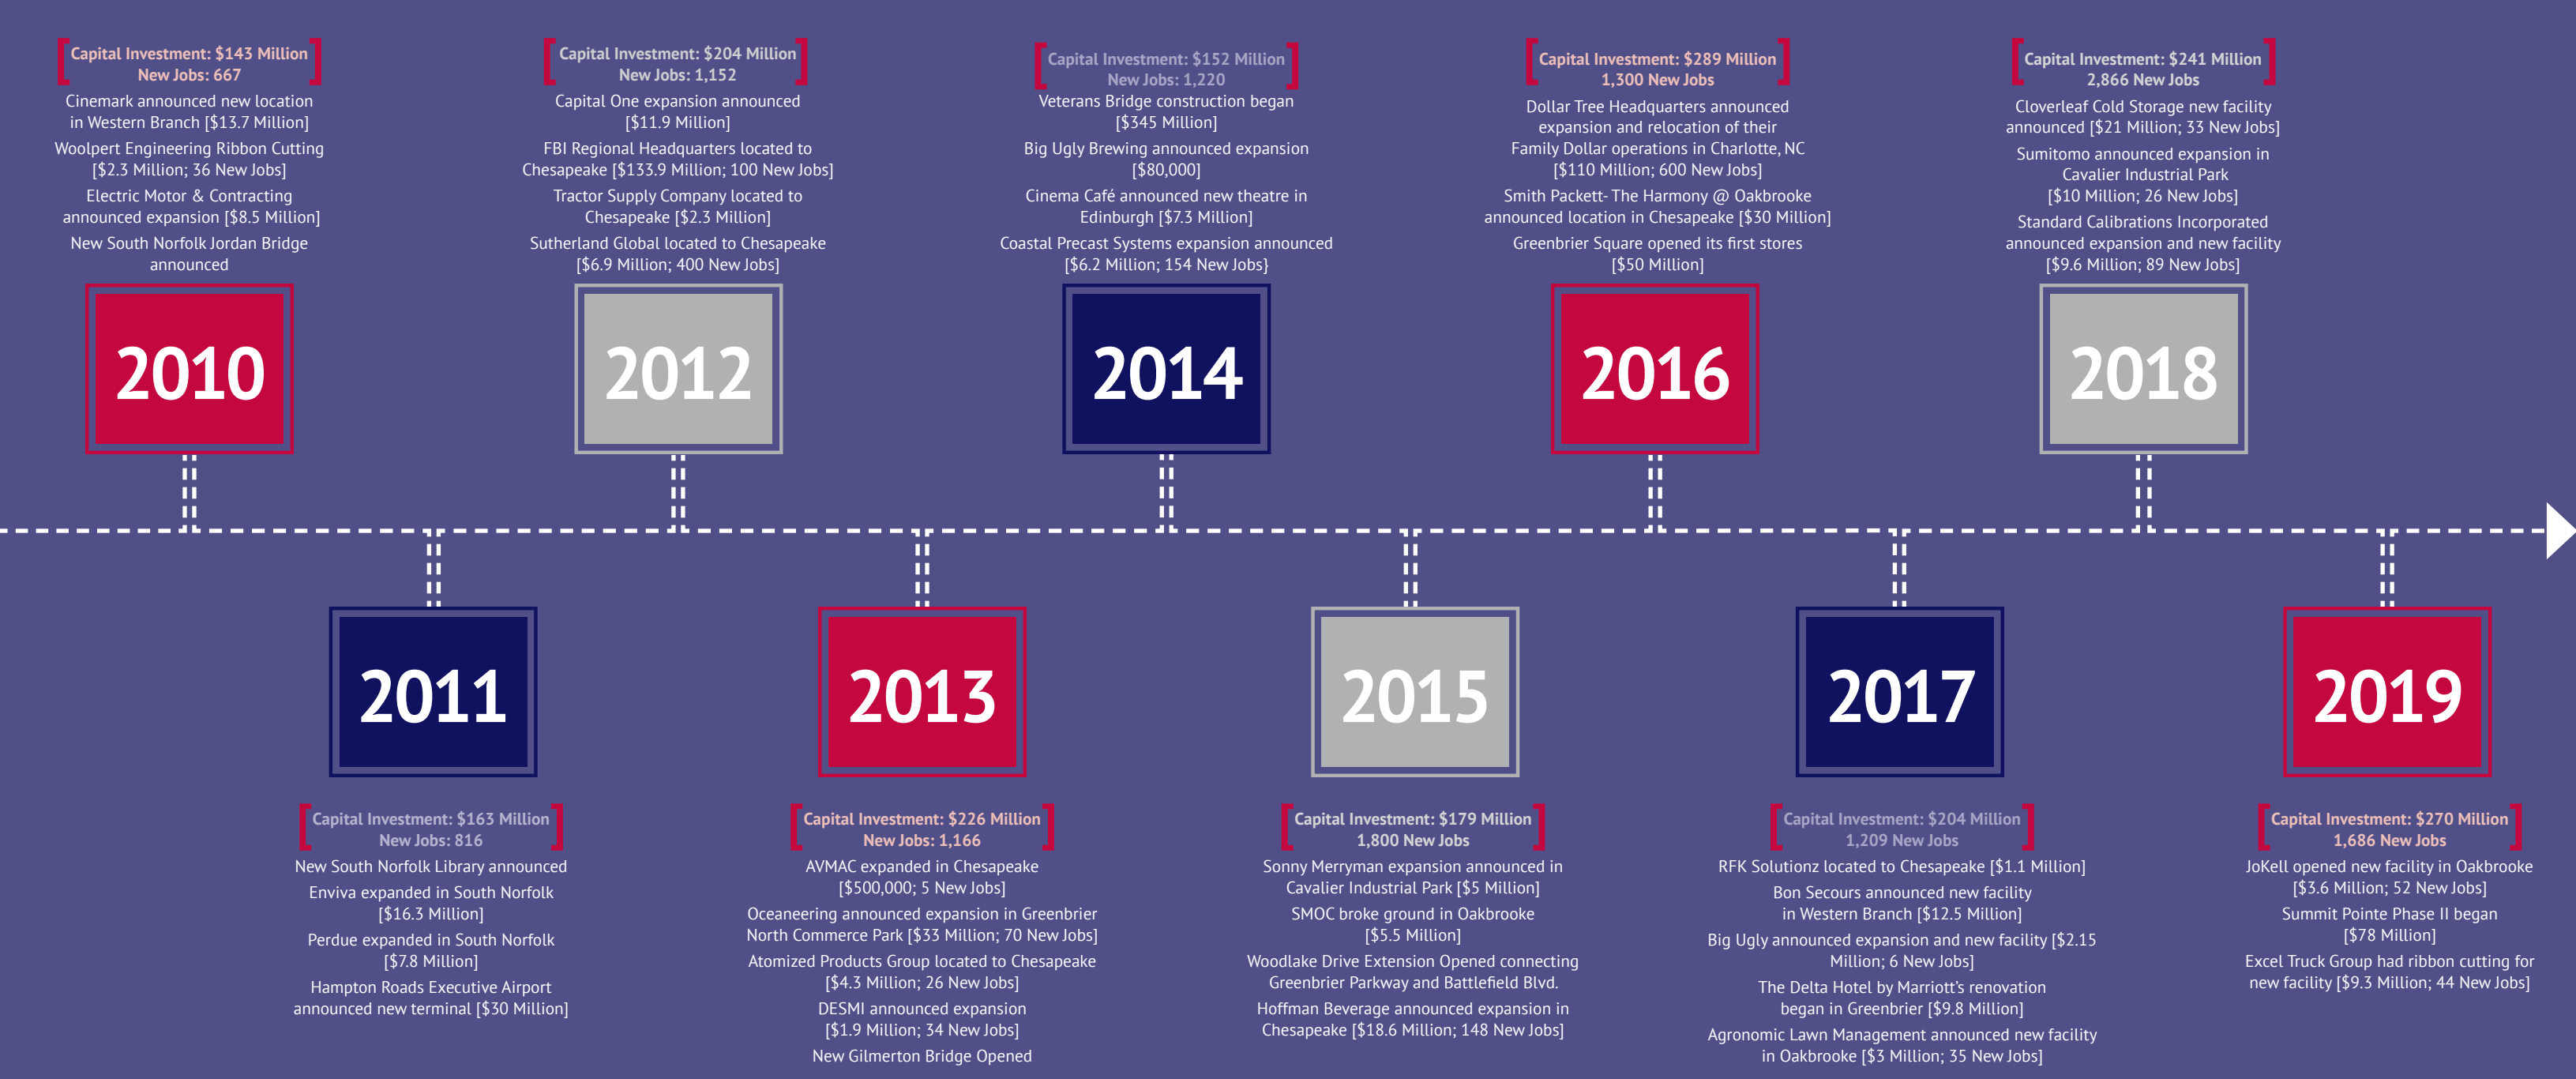 Capital Investment: $143 Million
New Jobs: 667
Cinemark announced new location
in Western Branch [$13.7 Million]
Woolpert Engineering Ribbon Cutting
[$2.3 Million; 36 New Jobs]
Electric Motor & Contracting
announced expansion [$8.5 Million]
New South Norfolk Jordan Bridge
announced
2010
Capital Investment: $163 Million
New Jobs: 816
New South Norfolk Library announced
Enviva expanded in South Norfolk
[$16.3 Million]
Perdue expanded in South Norfolk
[$7.8 Million]
Hampton Roads Executive Airport
announced new terminal [$30 Million]
2011
Capital Investment: $204 Million
New Jobs: 1,152
Capital One expansion announced
[$11.9 Million]
FBI Regional Headquarters located to
Chesapeake [$133.9 Million; 100 New Jobs]
Tractor Supply Company located to
Chesapeake [$2.3 Million]
Sutherland Global located to Chesapeake
[$6.9 Million; 400 New Jobs]
2012
2013
Capital Investment: $226 Million
New Jobs: 1,166
AVMAC expanded in Chesapeake
[$500,000; 5 New Jobs]
Oceaneering announced expansion in Greenbrier
North Commerce Park [$33 Million; 70 New Jobs]
Atomized Products Group located to Chesapeake
[$4.3 Million; 26 New Jobs]
DESMI announced expansion
[$1.9 Million; 34 New Jobs]
New Gilmerton Bridge Opened
Capital Investment: $152 Million
New Jobs: 1,220
Veterans Bridge construction began
[$345 Million]
Big Ugly Brewing announced expansion
[$80,000]
Cinema Café announced new theatre in
Edinburgh [$7.3 Million]
Coastal Precast Systems expansion announced
[$6.2 Million; 154 New Jobs}
2014
2015
Capital Investment: $179 Million
1,800 New Jobs
Sonny Merryman expansion announced in
Cavalier Industrial Park [$5 Million]
SMOC broke ground in Oakbrooke
[$5.5 Million]
Woodlake Drive Extension Opened connecting
Greenbrier Parkway and Battlefield Blvd.
Hoffman Beverage announced expansion in
Chesapeake [$18.6 Million; 148 New Jobs]
Capital Investment: $289 Million
1,300 New Jobs
Dollar Tree Headquarters announced
expansion and relocation of their
Family Dollar operations in Charlotte, NC
[$110 Million; 600 New Jobs]
Smith Packett- The Harmony @ Oakbrooke
announced location in Chesapeake [$30 Million]
Greenbrier Square opened its first stores
[$50 Million]
2016
2017
Capital Investment: $204 Million
1,209 New Jobs
RFK Solutionz located to Chesapeake [$1.1 Million]
Bon Secours announced new facility
in Western Branch [$12.5 Million]
Big Ugly announced expansion and new facility [$2.15
Million; 6 New Jobs]
The Delta Hotel by Marriott's renovation
began in Greenbrier [$9.8 Million]
Agronomic Lawn Management announced new facility
in Oakbrooke [$3 Million; 35 New Jobs]
Capital Investment: $241 Million
2,866 New Jobs
Cloverleaf Cold Storage new facility
announced [$21 Million; 33 New Jobs]
Sumitomo announced expansion in
Cavalier Industrial Park
[$10 Million; 26 New Jobs]
Standard Calibrations Incorporated
announced expansion and new facility
[$9.6 Million; 89 New Jobs]
2018
2019
Capital Investment: $270 Million
1,686 New Jobs
JoKell opened new facility in Oakbrooke
[$3.6 Million; 52 New Jobs]
Summit Pointe Phase II began
[$78 Million]
Excel Truck Group had ribbon cutting for
new facility [$9.3 Million; 44 New Jobs]